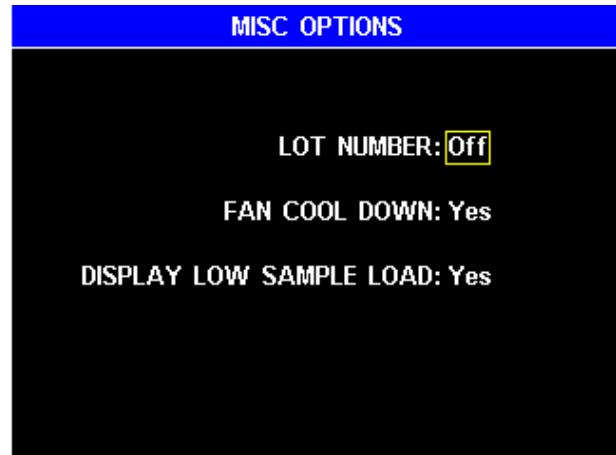 MISC OPTIONS
LOT NUMBER: Off
FAN COOL DOWN: Yes
DISPLAY LOW SAMPLE LOAD: Yes